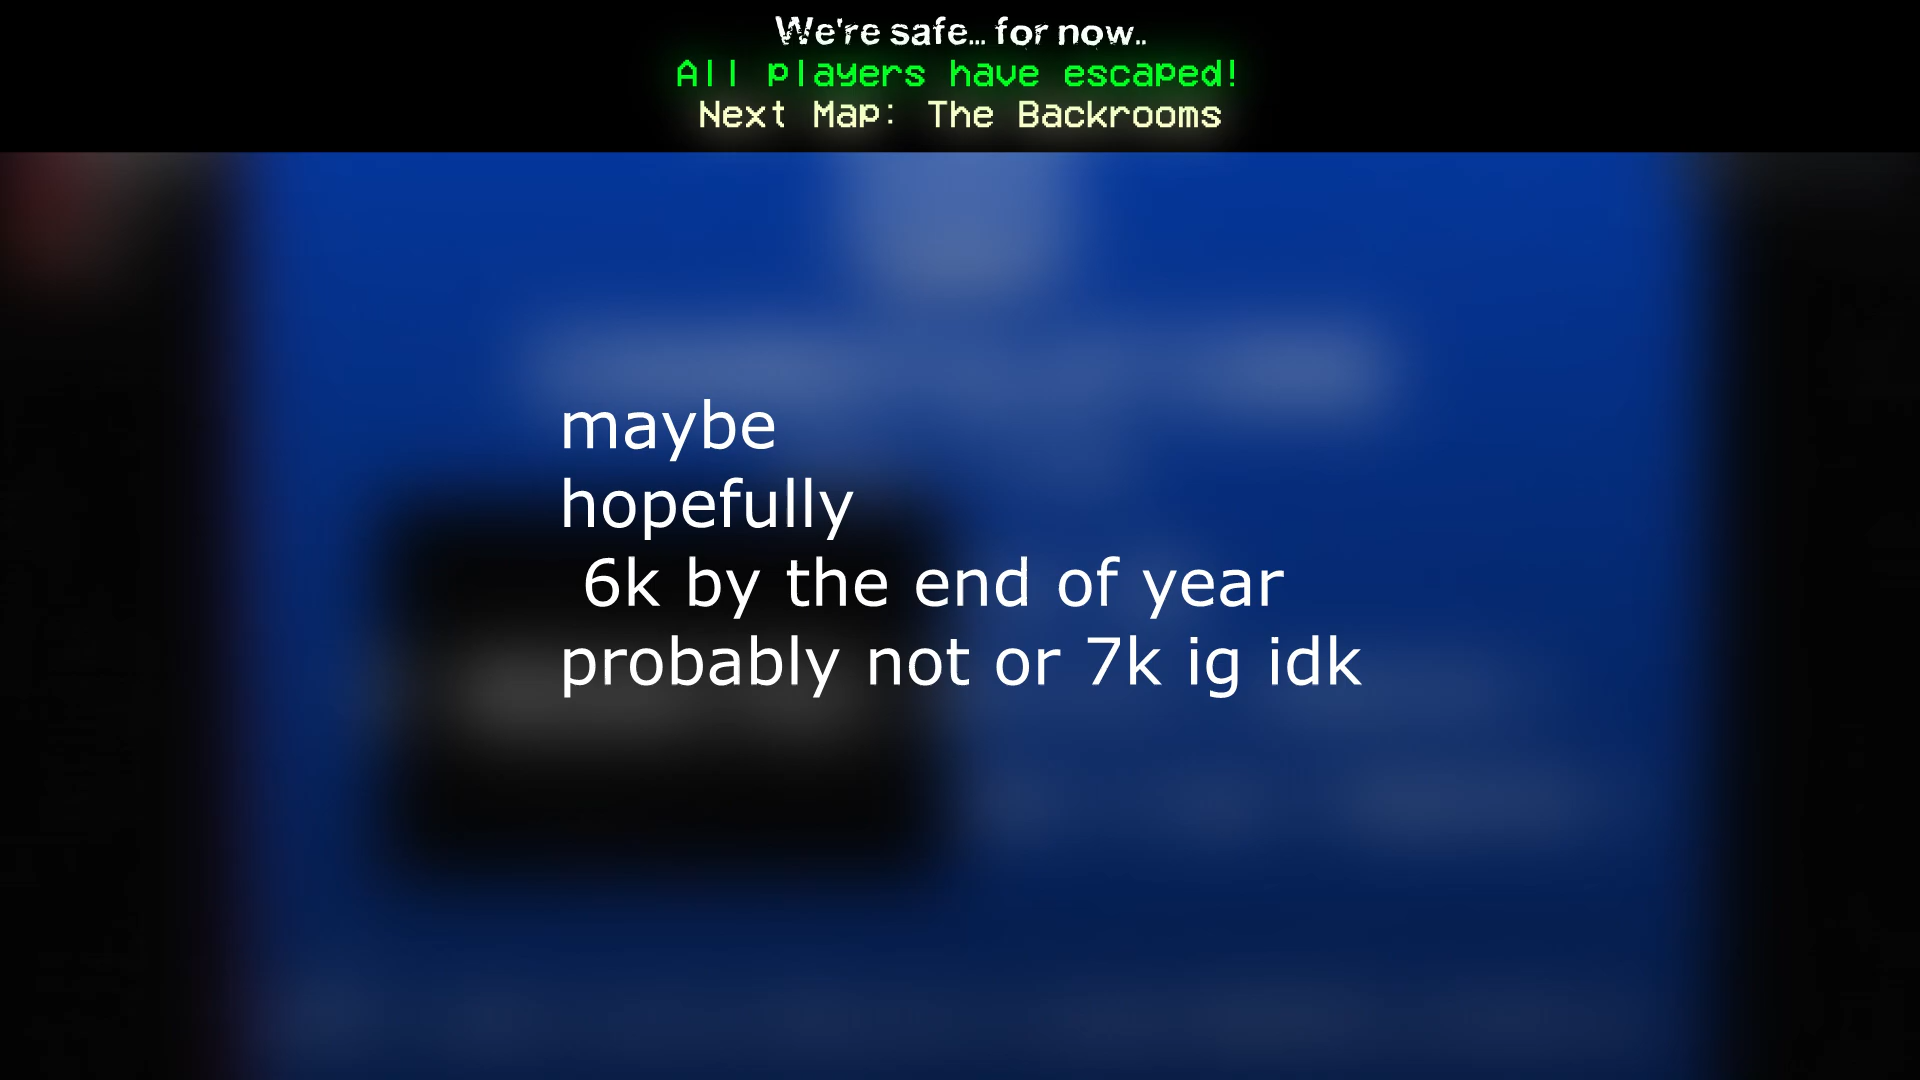 We're safe... for now..
All players have escaped!
Next Map: The Backrooms
maybe
hopefully
6k by the end of year
probably not or 7k ig idk